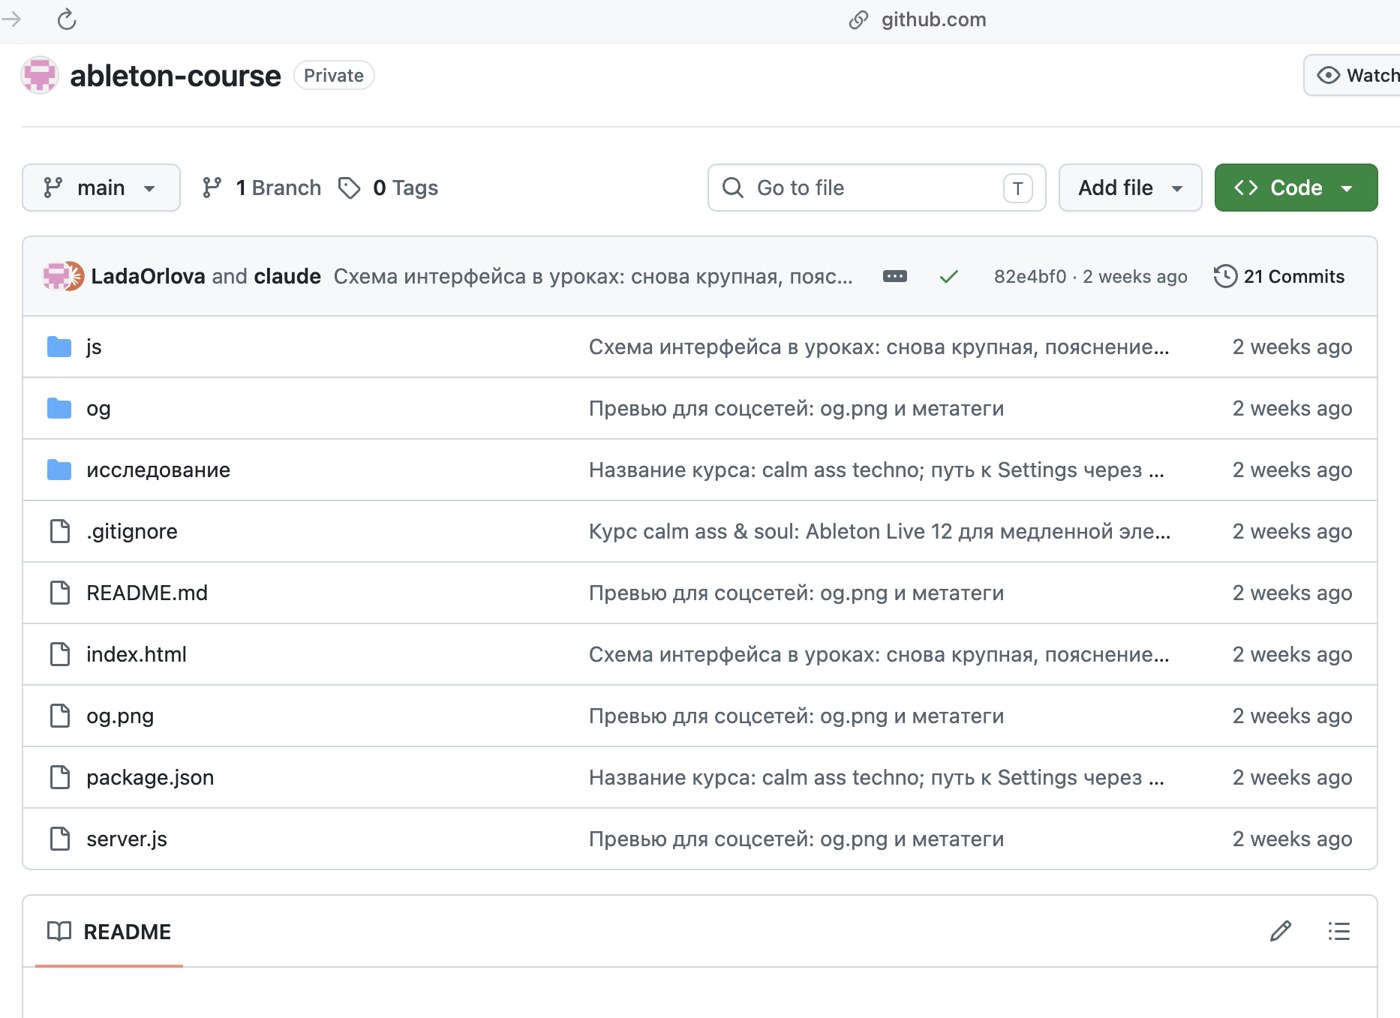 github.com
ableton-course Private
Watch
main 1 Branch 0 Tags Go to file T Add file Code
LadaOrlova and claude Схема интерфейса в уроках: снова крупная, пояс... 82e4bf0 · 2 weeks ago 21 Commits
js Схема интерфейса в уроках: снова крупная, пояснение... 2 weeks ago
og Превью для соцсетей: og.png и метатеги 2 weeks ago
исследование Название курса: calm ass techno; путь к Settings через ... 2 weeks ago
.gitignore Курс calm ass & soul: Ableton Live 12 для медленной эле... 2 weeks ago
README.md Превью для соцсетей: og.png и метатеги 2 weeks ago
index.html Схема интерфейса в уроках: снова крупная, пояснение... 2 weeks ago
og.png Превью для соцсетей: og.png и метатеги 2 weeks ago
package.json Название курса: calm ass techno; путь к Settings через ... 2 weeks ago
server.js Превью для соцсетей: og.png и метатеги 2 weeks ago
README